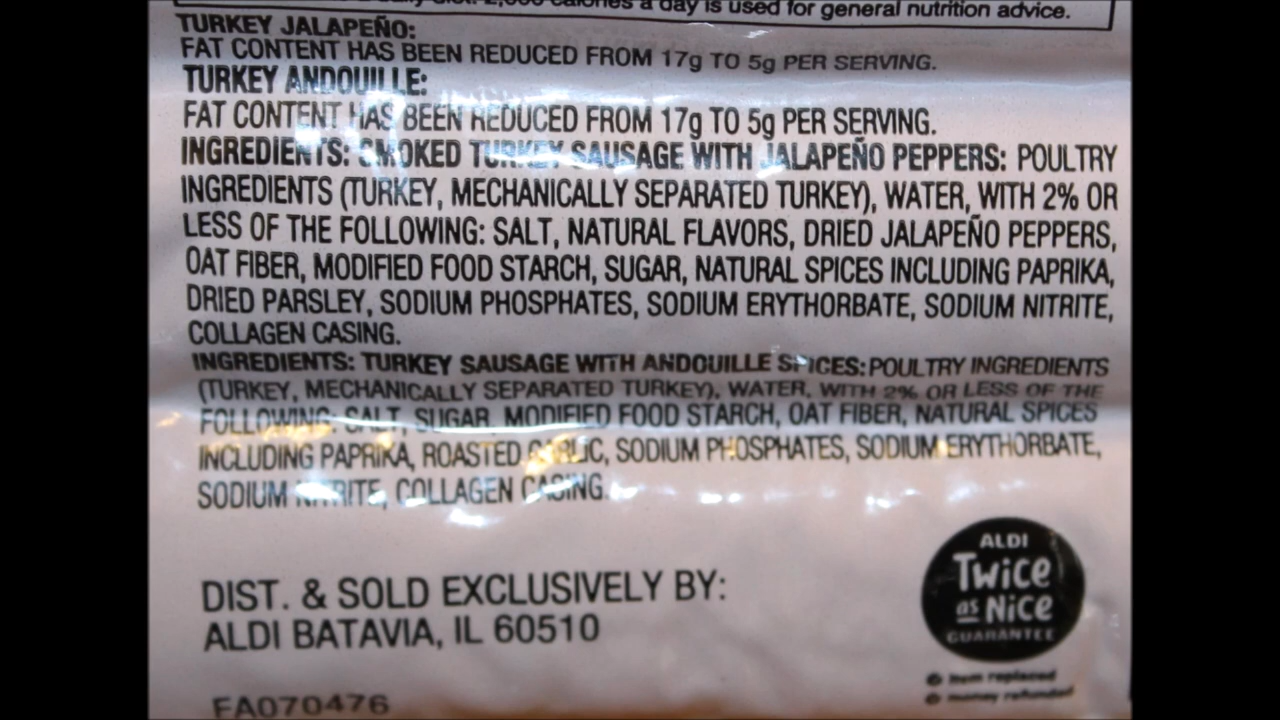 calories a day is used for general nutrition advice.
TURKEY JALAPEÑO:
FAT CONTENT HAS BEEN REDUCED FROM 17g TO 5g PER SERVING.
TURKEY ANDOUILLE:
FAT CONTENT HAS BEEN REDUCED FROM 17g TO 5g PER SERVING.
INGREDIENTS: SMOKED TURKEY SAUSAGE WITH JALAPEÑO PEPPERS: POULTRY
INGREDIENTS (TURKEY, MECHANICALLY SEPARATED TURKEY), WATER, WITH 2% OR
LESS OF THE FOLLOWING: SALT, NATURAL FLAVORS, DRIED JALAPEÑO PEPPERS,
OAT FIBER, MODIFIED FOOD STARCH, SUGAR, NATURAL SPICES INCLUDING PAPRIKA,
DRIED PARSLEY, SODIUM PHOSPHATES, SODIUM ERYTHORBATE, SODIUM NITRITE,
COLLAGEN CASING.
INGREDIENTS: TURKEY SAUSAGE WITH ANDOUILLE SPICES: POULTRY INGREDIENTS
(TURKEY, MECHANICALLY SEPARATED TURKEY), WATER, WITH 2% OR LESS OF THE
FOLLOWING: SALT, SUGAR, MODIFIED FOOD STARCH, OAT FIBER, NATURAL SPICES
INCLUDING PAPRIKA, ROASTED GARLIC, SODIUM PHOSPHATES, SODIUM ERYTHORBATE,
SODIUM NITRITE, COLLAGEN CASING.
DIST. & SOLD EXCLUSIVELY BY:
ALDI BATAVIA, IL 60510
FA070476
ALDI
Twice
as Nice
GUARANTEE
item replaced
money refunded